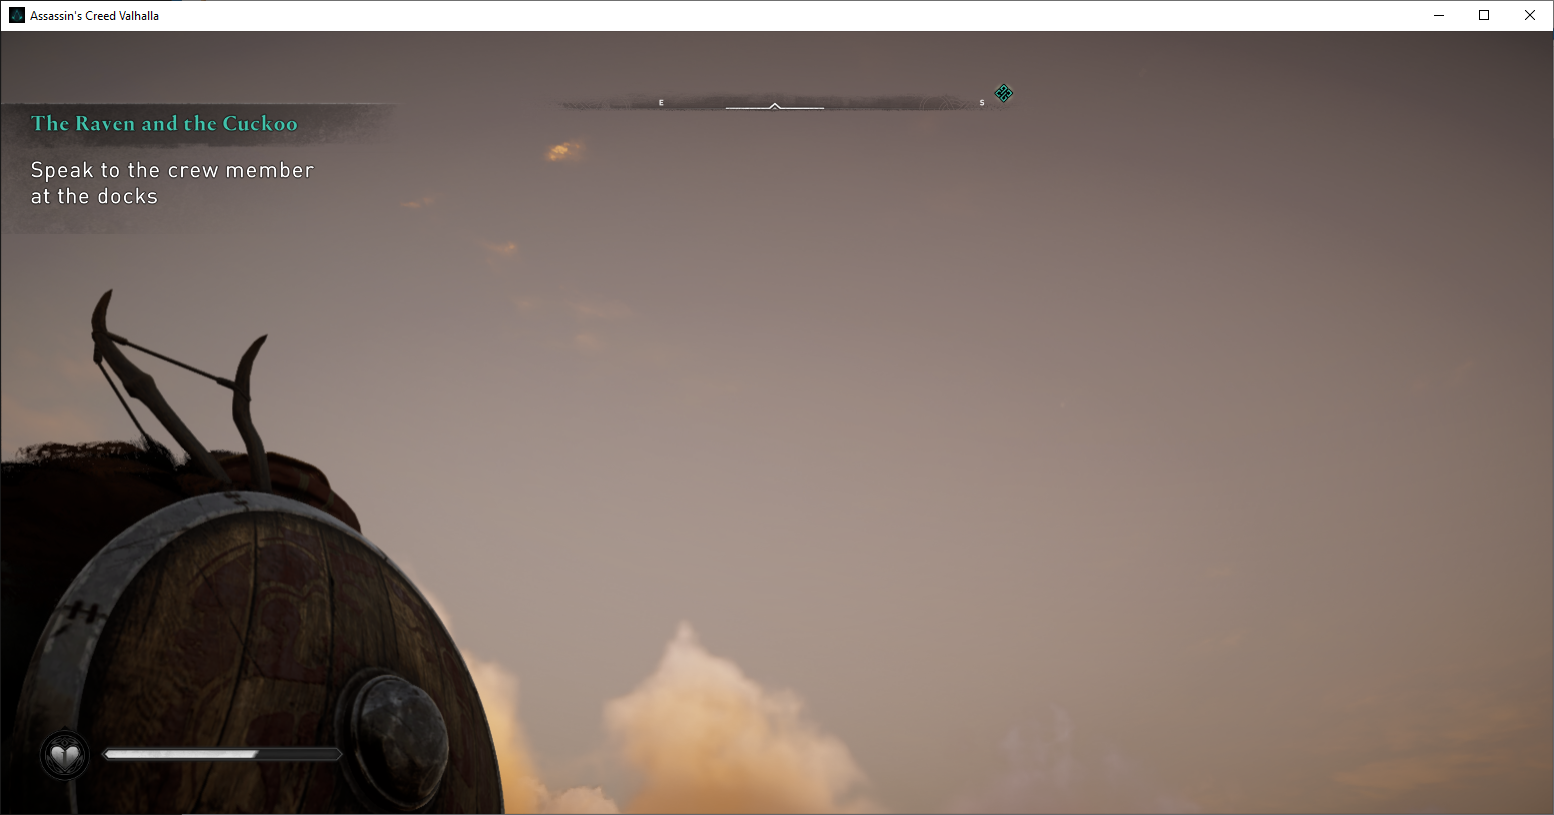 Assassin's Creed Valhalla
E
S
The Raven and the Cuckoo
Speak to the crew member
at the docks